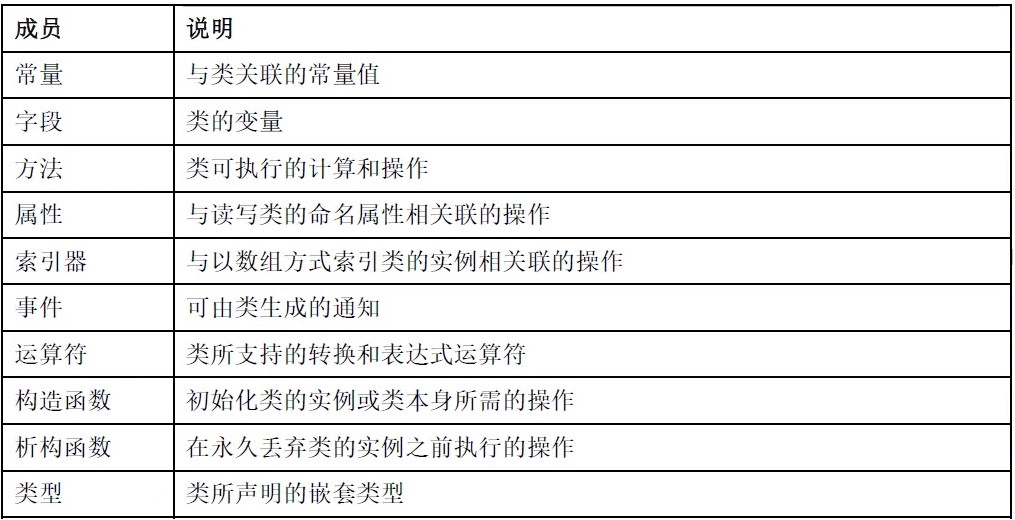 成员 说明
常量 与类关联的常量值
字段 类的变量
方法 类可执行的计算和操作
属性 与读写类的命名属性相关联的操作
索引器 与以数组方式索引类的实例相关联的操作
事件 可由类生成的通知
运算符 类所支持的转换和表达式运算符
构造函数 初始化类的实例或类本身所需的操作
析构函数 在永久丢弃类的实例之前执行的操作
类型 类所声明的嵌套类型